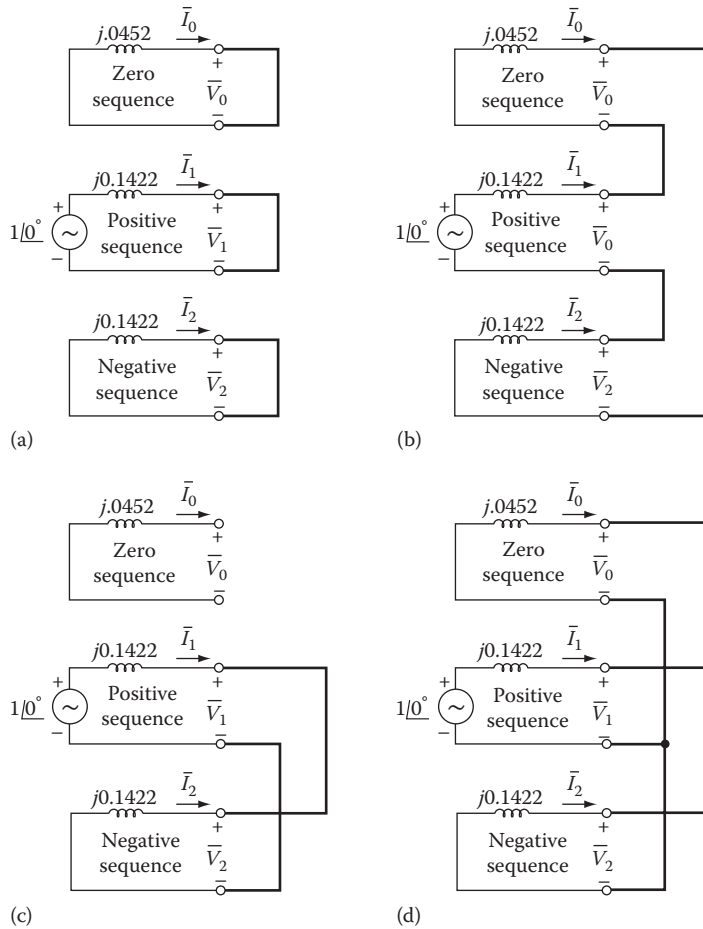 j.0452
Ī₀
Zero
sequence
+
V̄₀
−
j0.1422
Ī₁
1/0°
+
−
Positive
sequence
+
V̄₁
−
j0.1422
Ī₂
Negative
sequence
+
V̄₂
−
(a)
j.0452
Ī₀
Zero
sequence
+
V̄₀
−
j0.1422
Ī₁
1/0°
+
−
Positive
sequence
+
V̄₀
−
j0.1422
Ī₂
Negative
sequence
+
V̄₂
−
(b)
j.0452
Ī₀
Zero
sequence
+
V̄₀
−
j0.1422
Ī₁
1/0°
+
−
Positive
sequence
+
V̄₁
−
j0.1422
Ī₂
Negative
sequence
+
V̄₂
−
(c)
j.0452
Ī₀
Zero
sequence
+
V̄₀
−
j0.1422
Ī₁
1/0°
+
−
Positive
sequence
+
V̄₁
−
j0.1422
Ī₂
Negative
sequence
+
V̄₂
−
(d)